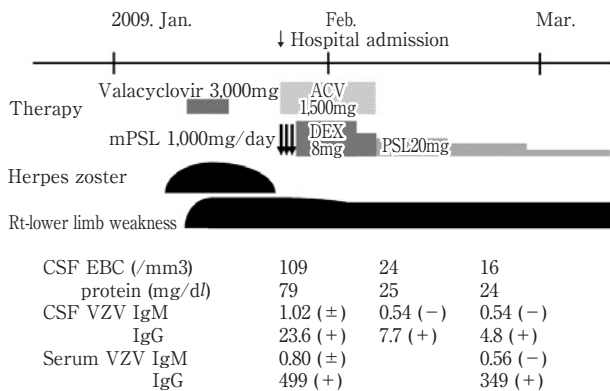 2009. Jan. Feb. Mar.
↓ Hospital admission
Valacyclovir 3,000mg ACV
1,500mg
Therapy
mPSL 1,000mg/day DEX
8mg PSL20mg
Herpes zoster
Rt-lower limb weakness
CSF EBC (/mm3) 109 24 16
protein (mg/dl) 79 25 24
CSF VZV IgM 1.02 (±) 0.54 (−) 0.54 (−)
IgG 23.6 (+) 7.7 (+) 4.8 (+)
Serum VZV IgM 0.80 (±) 0.56 (−)
IgG 499 (+) 349 (+)